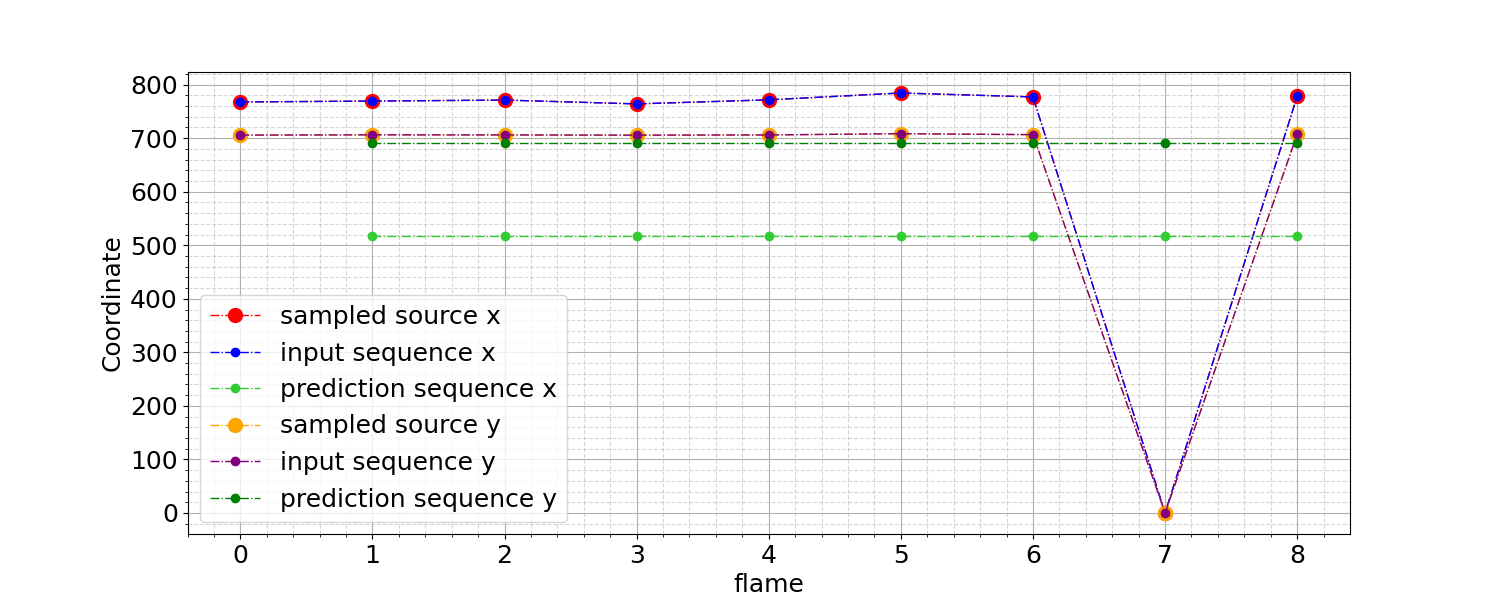 800
700
600
500
400
300
200
100
0
Coordinate
sampled source x
input sequence x
prediction sequence x
sampled source y
input sequence y
prediction sequence y
0 1 2 3 4 5 6 7 8
flame